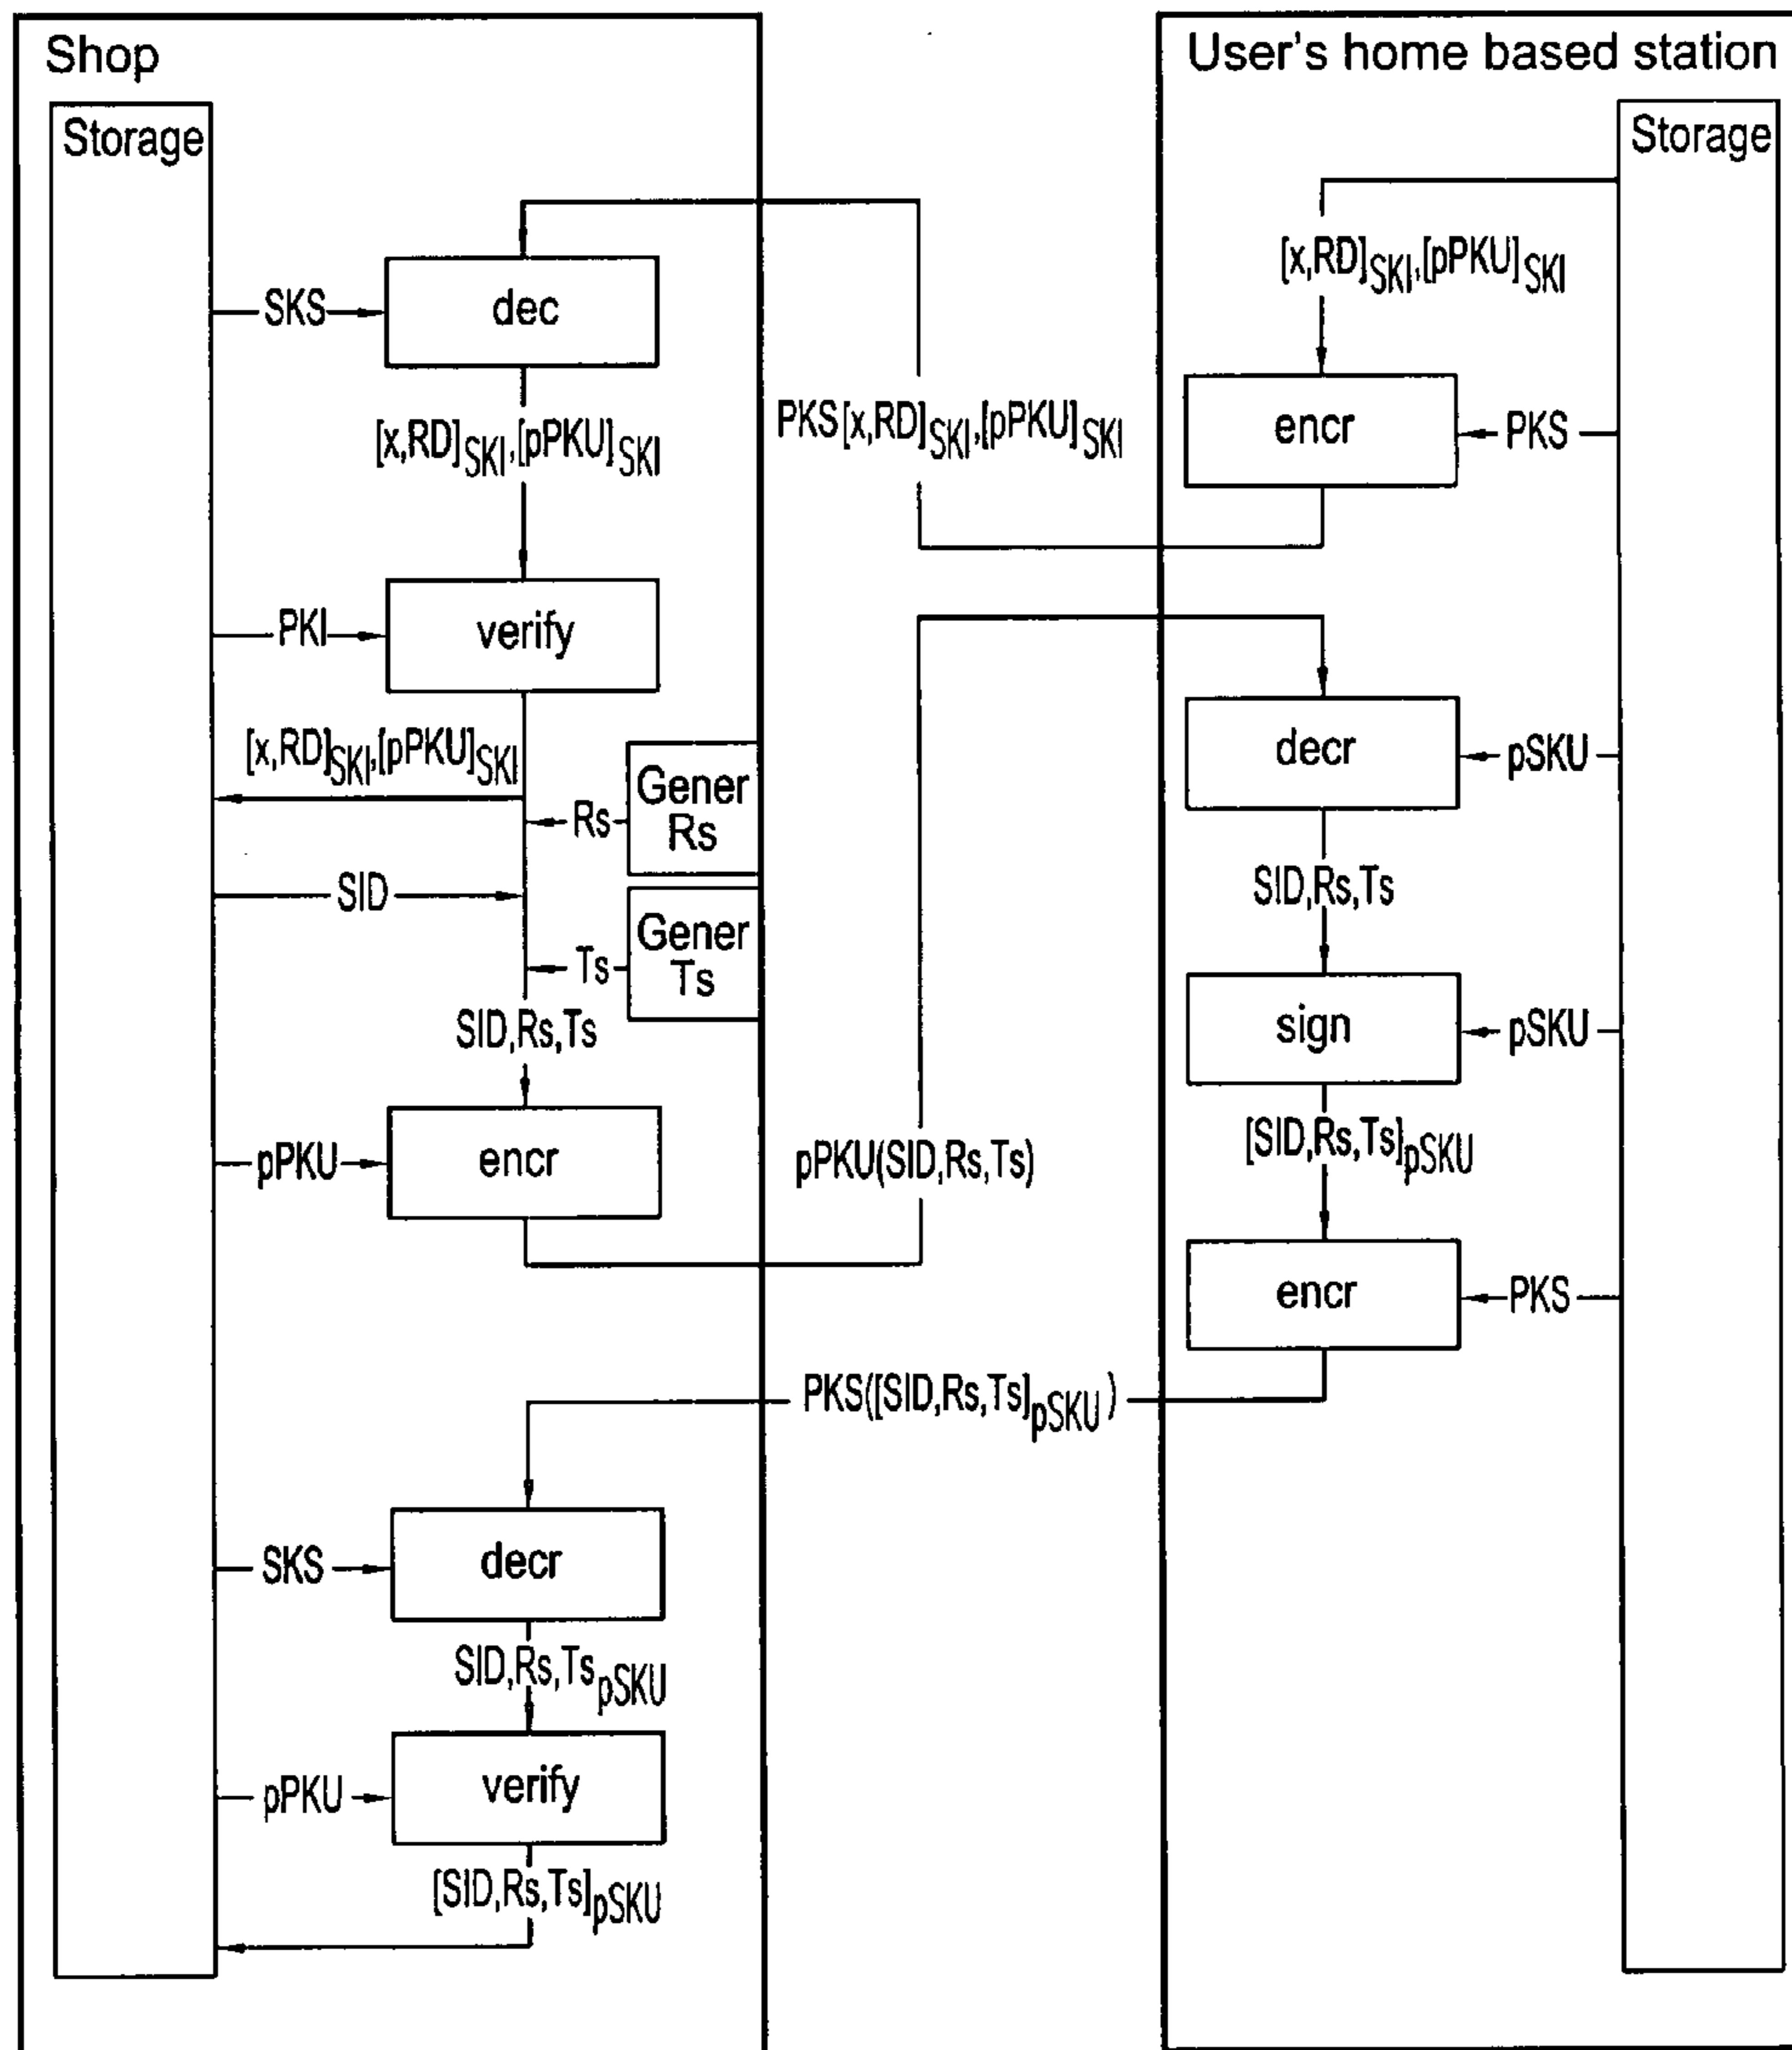 Shop
Storage
dec
SKS
[x,RD]SKI,[pPKU]SKI
verify
PKI
[x,RD]SKI,[pPKU]SKI
Gener
Rs
Rs
SID
Gener
Ts
Ts
SID,Rs,Ts
encr
pPKU
decr
SKS
SID,Rs,Ts pSKU
verify
pPKU
[SID,Rs,Ts]pSKU
PKS[x,RD]SKI,[pPKU]SKI
pPKU(SID,Rs,Ts)
PKS([SID,Rs,Ts]pSKU)
User's home based station
Storage
[x,RD]SKI,[pPKU]SKI
encr
PKS
decr
pSKU
SID,Rs,Ts
sign
pSKU
[SID,Rs,Ts]pSKU
encr
PKS